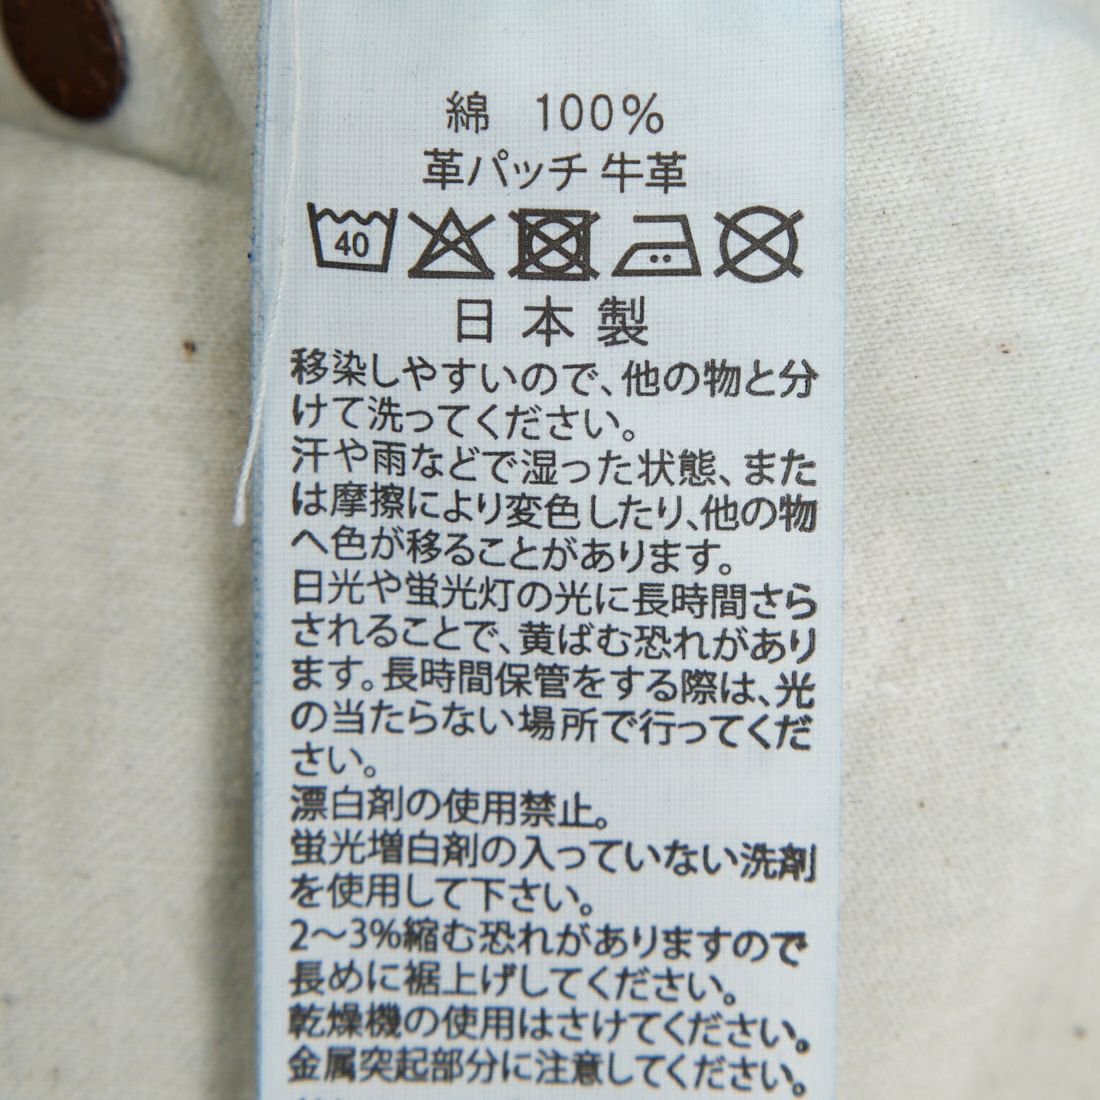 綿 100%
革パッチ 牛革
40
日本製
移染しやすいので、他の物と分
けて洗ってください。
汗や雨などで湿った状態、また
は摩擦により変色したり、他の物
へ色が移ることがあります。
日光や蛍光灯の光に長時間さら
されることで、黄ばむ恐れがあり
ます。長時間保管をする際は、光
の当たらない場所で行ってくだ
さい。
漂白剤の使用禁止。
蛍光増白剤の入っていない洗剤
を使用して下さい。
2～3%縮む恐れがありますので
長めに裾上げしてください。
乾燥機の使用はさけてください。
金属突起部分に注意してください。